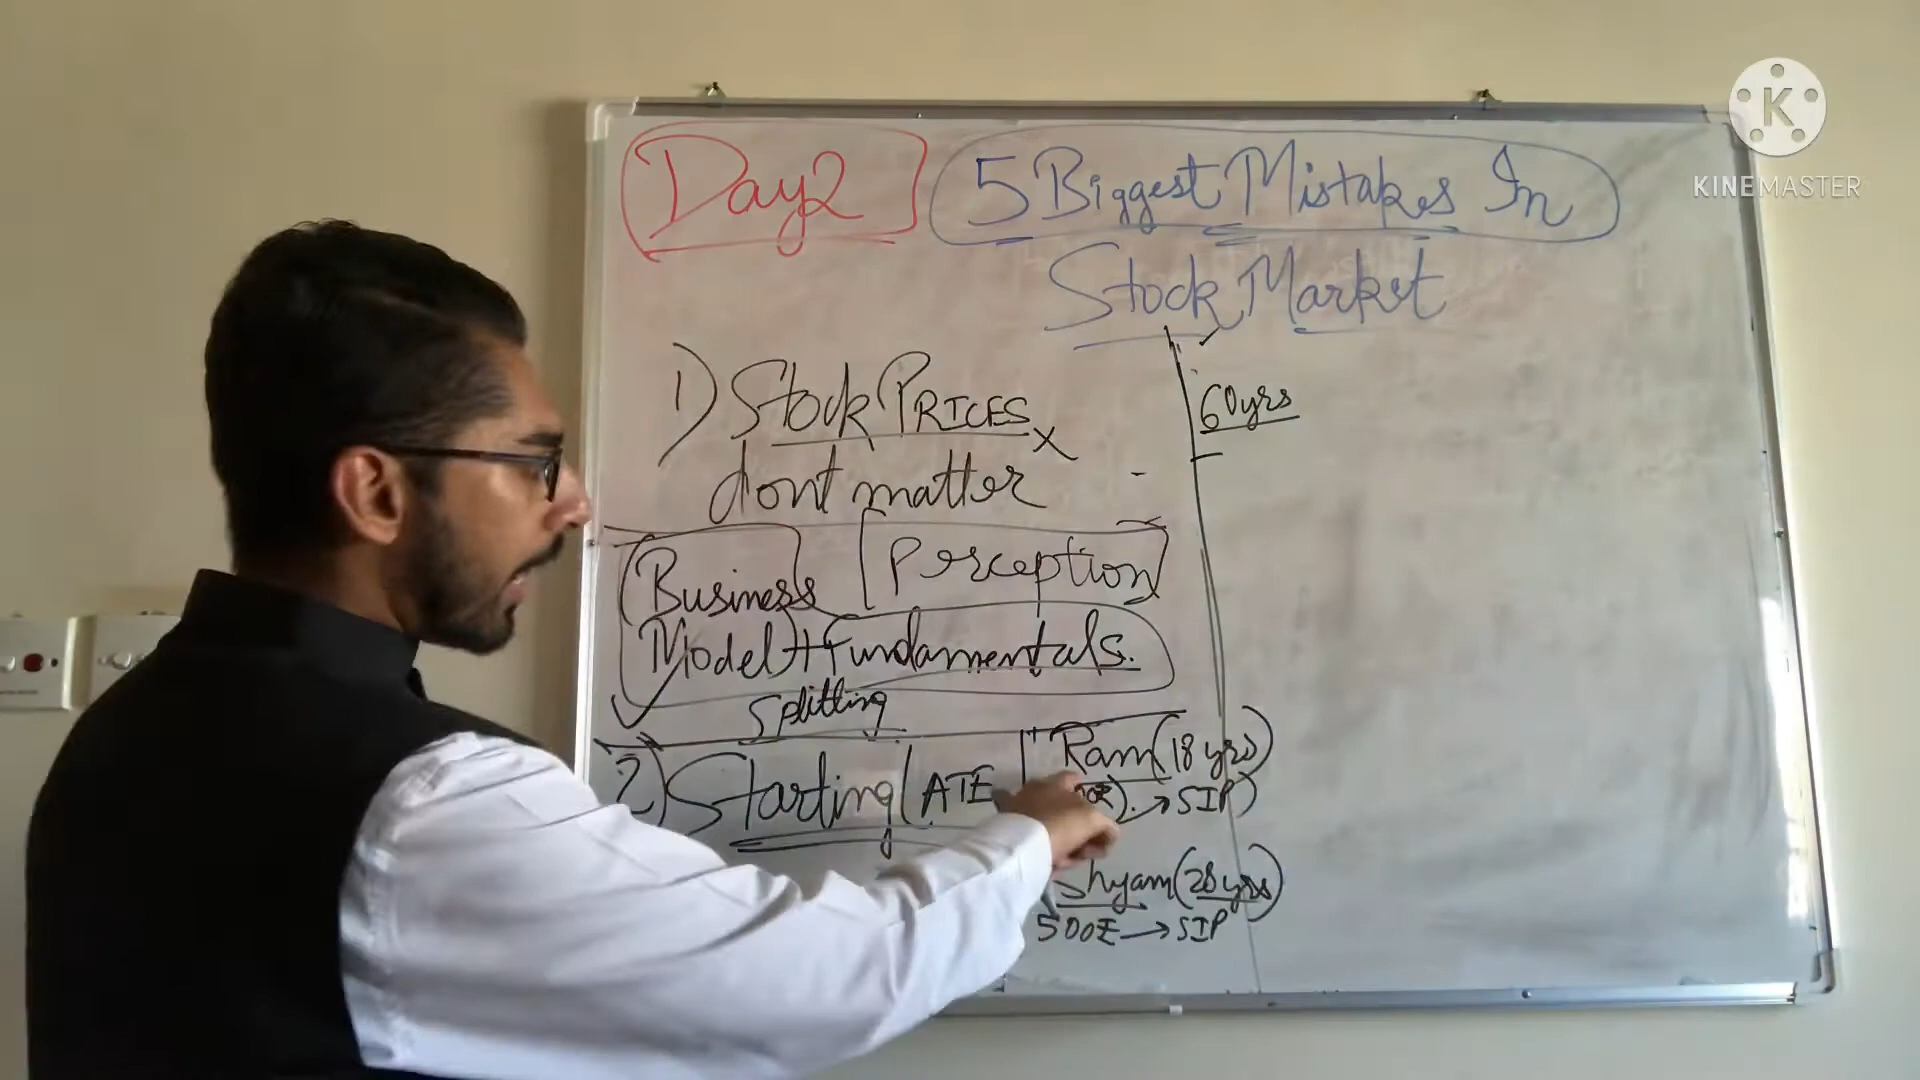 KINEMASTER
Day2
5 Biggest Mistakes In
Stock Market
1) Stock PRICES x
dont matter
Business
Perception
Model + Fundamentals.
Splitting
2) Starting LATE
60yrs
Ram (18 yrs)
→ SIP)
Shyam (28 yrs)
500₹ → SIP